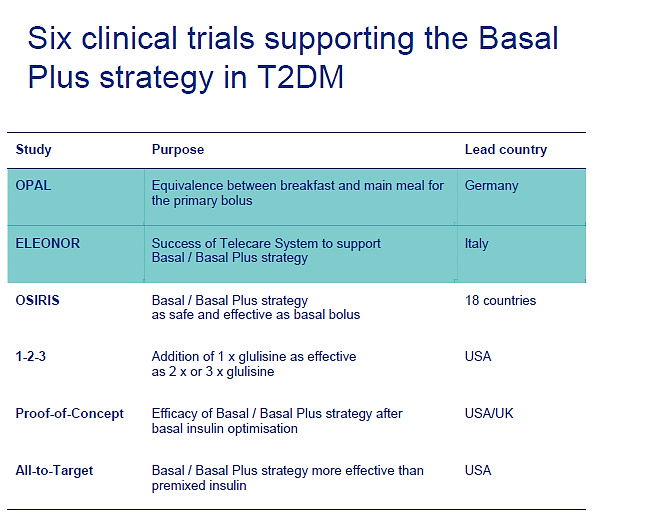 Six clinical trials supporting the Basal
Plus strategy in T2DM
Study Purpose Lead country
OPAL Equivalence between breakfast and main meal for Germany
the primary bolus
ELEONOR Success of Telecare System to support Italy
Basal / Basal Plus strategy
OSIRIS Basal / Basal Plus strategy 18 countries
as safe and effective as basal bolus
1-2-3 Addition of 1 x glulisine as effective USA
as 2 x or 3 x glulisine
Proof-of-Concept Efficacy of Basal / Basal Plus strategy after USA/UK
basal insulin optimisation
All-to-Target Basal / Basal Plus strategy more effective than USA
premixed insulin